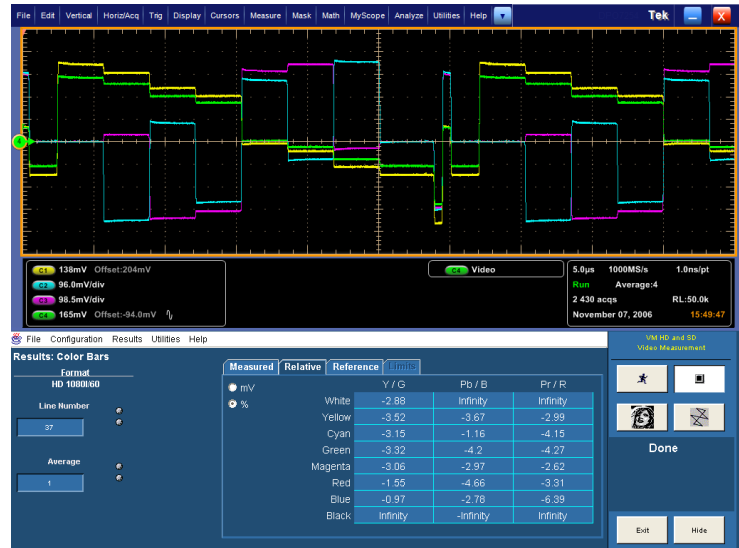 File Edit Vertical Horiz/Acq Trig Display Cursors Measure Mask Math MyScope Analyze Utilities Help Tek X
4
C1 138mV Offset:204mV
C2 96.0mV/div
C3 98.5mV/div
C4 165mV Offset:-94.0mV
C4 Video
5.0µs 1000MS/s 1.0ns/pt
Run Average:4
2 430 acqs RL:50.0k
November 07, 2006 15:49:47
File Configuration Results Utilities Help
VM HD and SD
Video Measurement
Results: Color Bars
Format
HD 1080I/60
Line Number
37
Average
1
Measured Relative Reference Limits
mV
%
Y / G Pb / B Pr / R
White -2.88 Infinity Infinity
Yellow -3.52 -3.67 -2.99
Cyan -3.15 -1.16 -4.15
Green -3.32 -4.2 -4.27
Magenta -3.06 -2.97 -2.62
Red -1.55 -4.66 -3.31
Blue -0.97 -2.78 -6.39
Black Infinity -Infinity Infinity
Done
Exit Hide